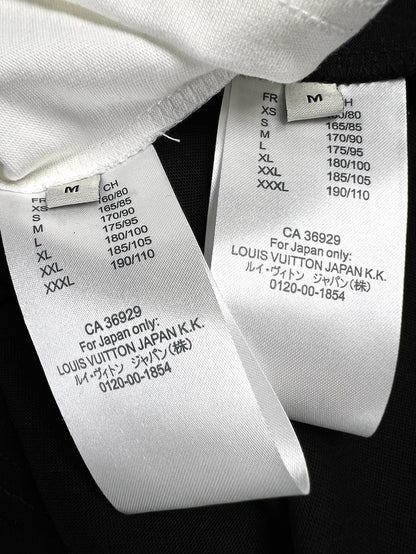 M
FR CH
XS 160/80
S 165/85
M 170/90
L 175/95
XL 180/100
XXL 185/105
XXXL 190/110
CA 36929
For Japan only:
LOUIS VUITTON JAPAN K.K.
ルイ・ヴィトン ジャパン(株)
0120-00-1854
M
FR CH
XS 160/80
S 165/85
M 170/90
L 175/95
XL 180/100
XXL 185/105
XXXL 190/110
CA 36929
For Japan only:
LOUIS VUITTON JAPAN K.K.
ルイ・ヴィトン ジャパン(株)
0120-00-1854